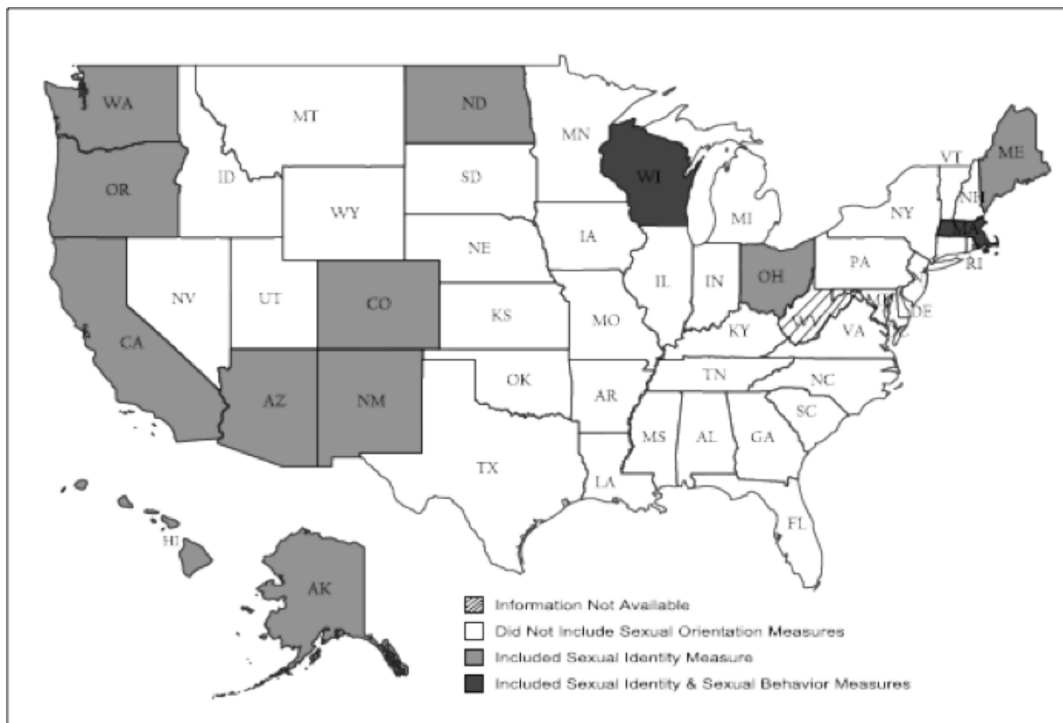 WA
MT
ND
MN
VT
ME
OR
ID
SD
WI
NH
WY
MI
NY
MA
NE
IA
RI
NV
UT
CO
IL
IN
OH
PA
CA
KS
MO
KY
WV
VA
DE
AZ
NM
OK
AR
TN
NC
SC
TX
LA
MS
AL
GA
FL
HI
AK
Information Not Available
Did Not Include Sexual Orientation Measures
Included Sexual Identity Measure
Included Sexual Identity & Sexual Behavior Measures